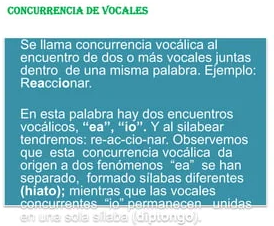 CONCURRENCIA DE VOCALES
Se llama concurrencia vocálica al
encuentro de dos o más vocales juntas
dentro de una misma palabra. Ejemplo:
Reaccionar.
En esta palabra hay dos encuentros
vocálicos, “ea”, “io”. Y al silabear
tendremos: re-ac-cio-nar. Observemos
que esta concurrencia vocálica da
origen a dos fenómenos “ea” se han
separado, formado sílabas diferentes
(hiato); mientras que las vocales
concurrentes “io” permanecen unidas
en una sola sílaba (diptongo).